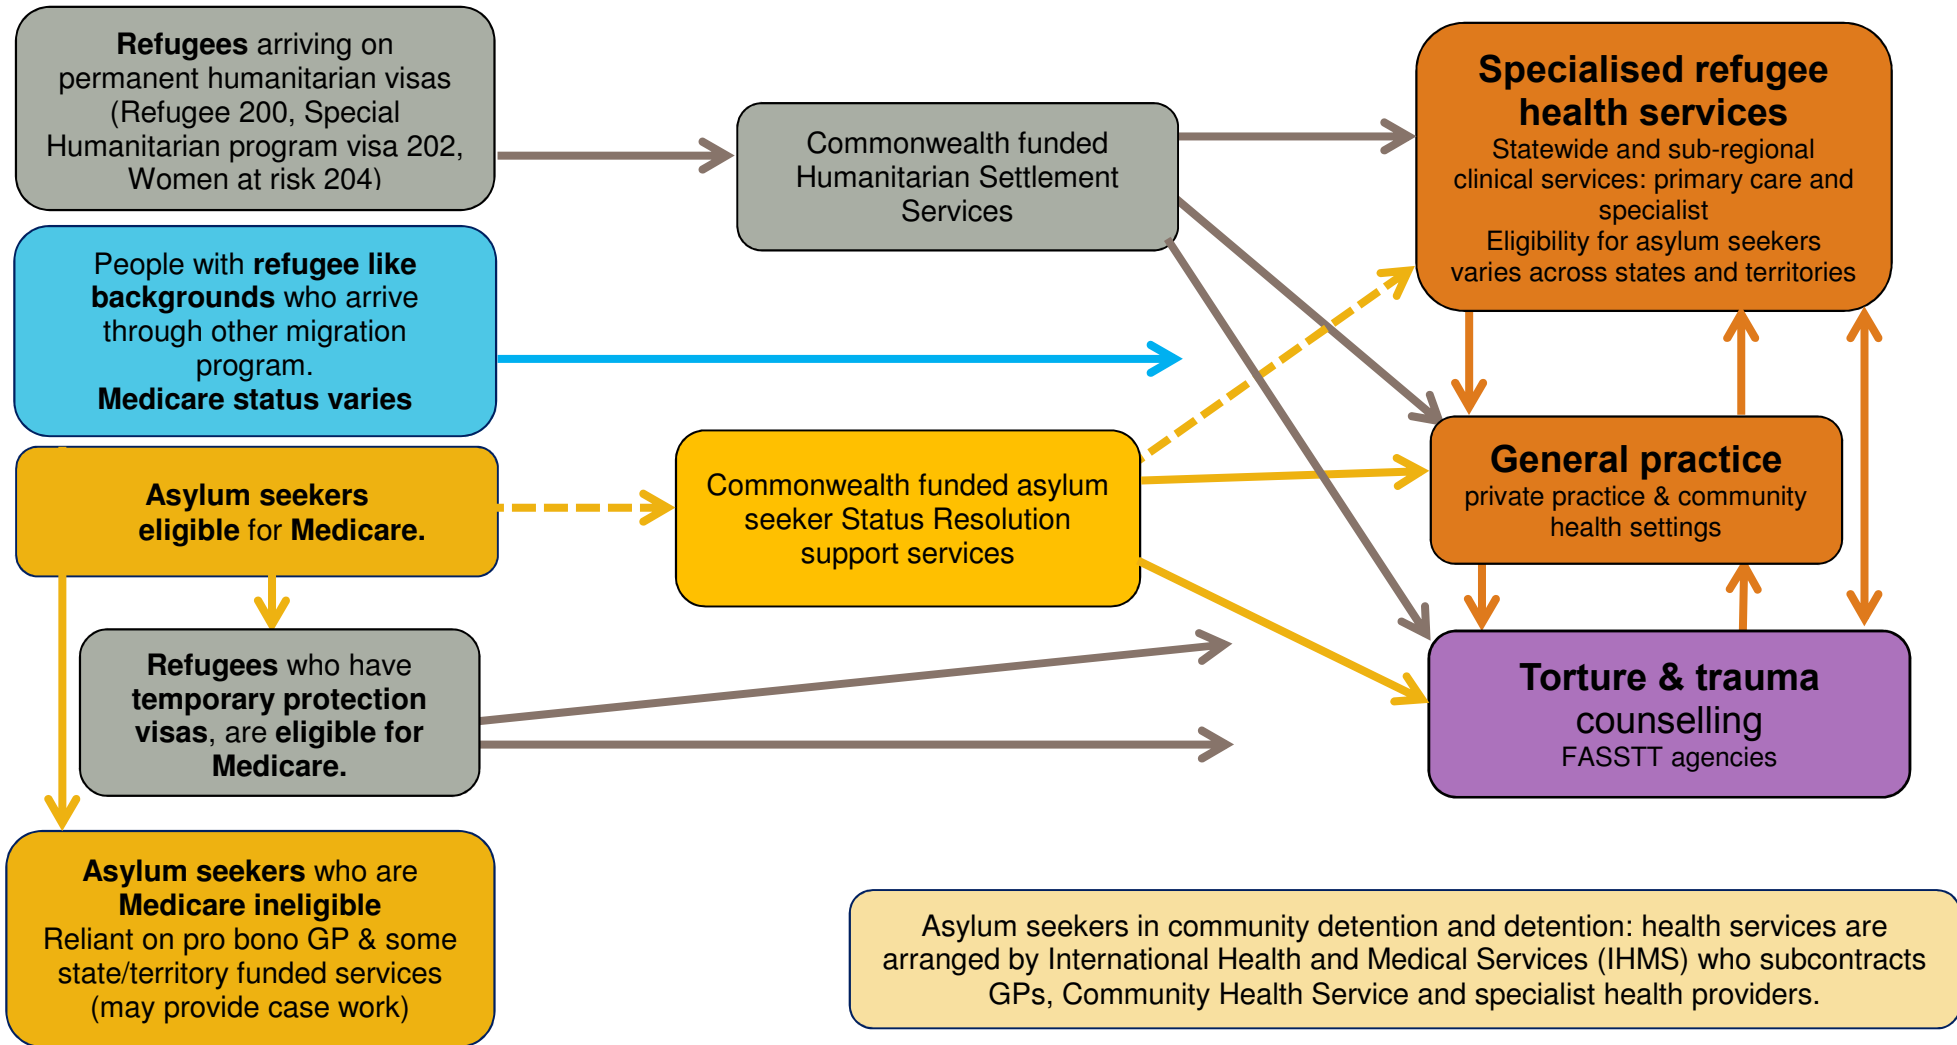 Refugees arriving on
permanent humanitarian visas
(Refugee 200, Special
Humanitarian program visa 202,
Women at risk 204)
People with refugee like
backgrounds who arrive
through other migration
program.
Medicare status varies
Asylum seekers
eligible for Medicare.
Refugees who have
temporary protection
visas, are eligible for
Medicare.
Asylum seekers who are
Medicare ineligible
Reliant on pro bono GP & some
state/territory funded services
(may provide case work)
Commonwealth funded
Humanitarian Settlement
Services
Commonwealth funded asylum
seeker Status Resolution
support services
Specialised refugee
health services
Statewide and sub-regional
clinical services: primary care and
specialist
Eligibility for asylum seekers
varies across states and territories
General practice
private practice & community
health settings
Torture & trauma
counselling
FASSTT agencies
Asylum seekers in community detention and detention: health services are
arranged by International Health and Medical Services (IHMS) who subcontracts
GPs, Community Health Service and specialist health providers.